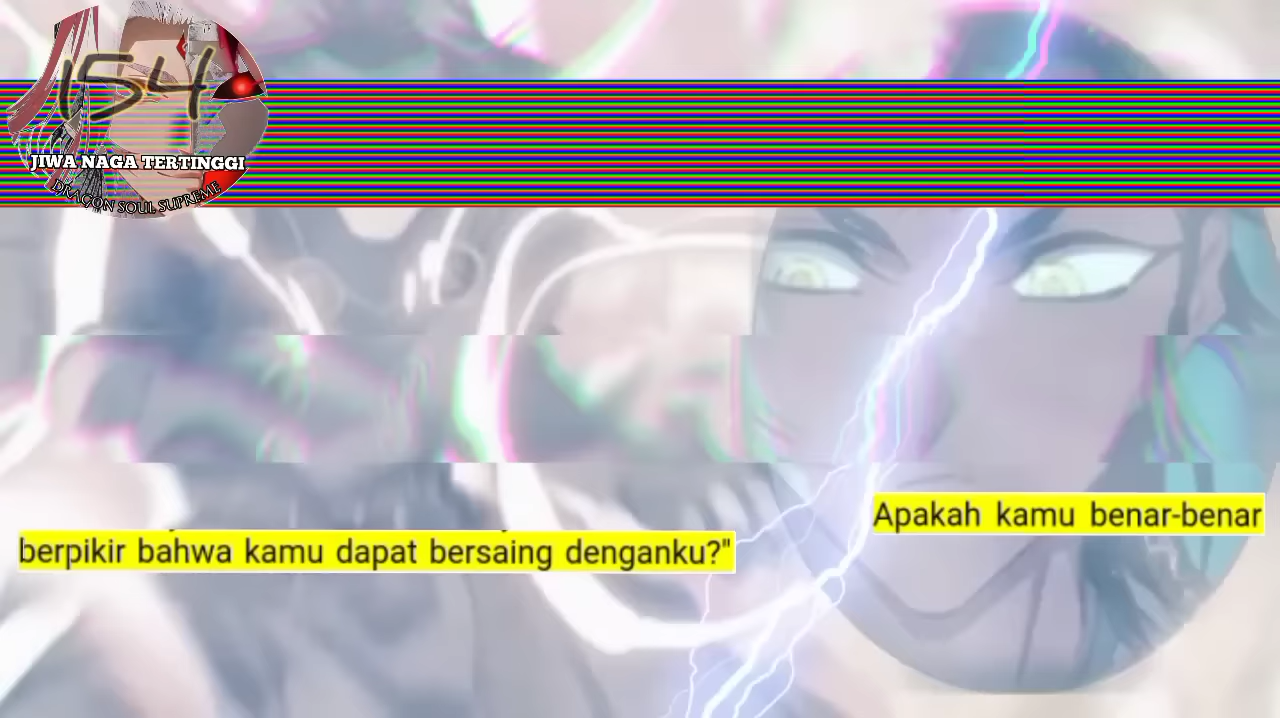 154
JIWA NAGA TERTINGGI
DRAGON SOUL SUPREME
Apakah kamu benar-benar
berpikir bahwa kamu dapat bersaing denganku?"